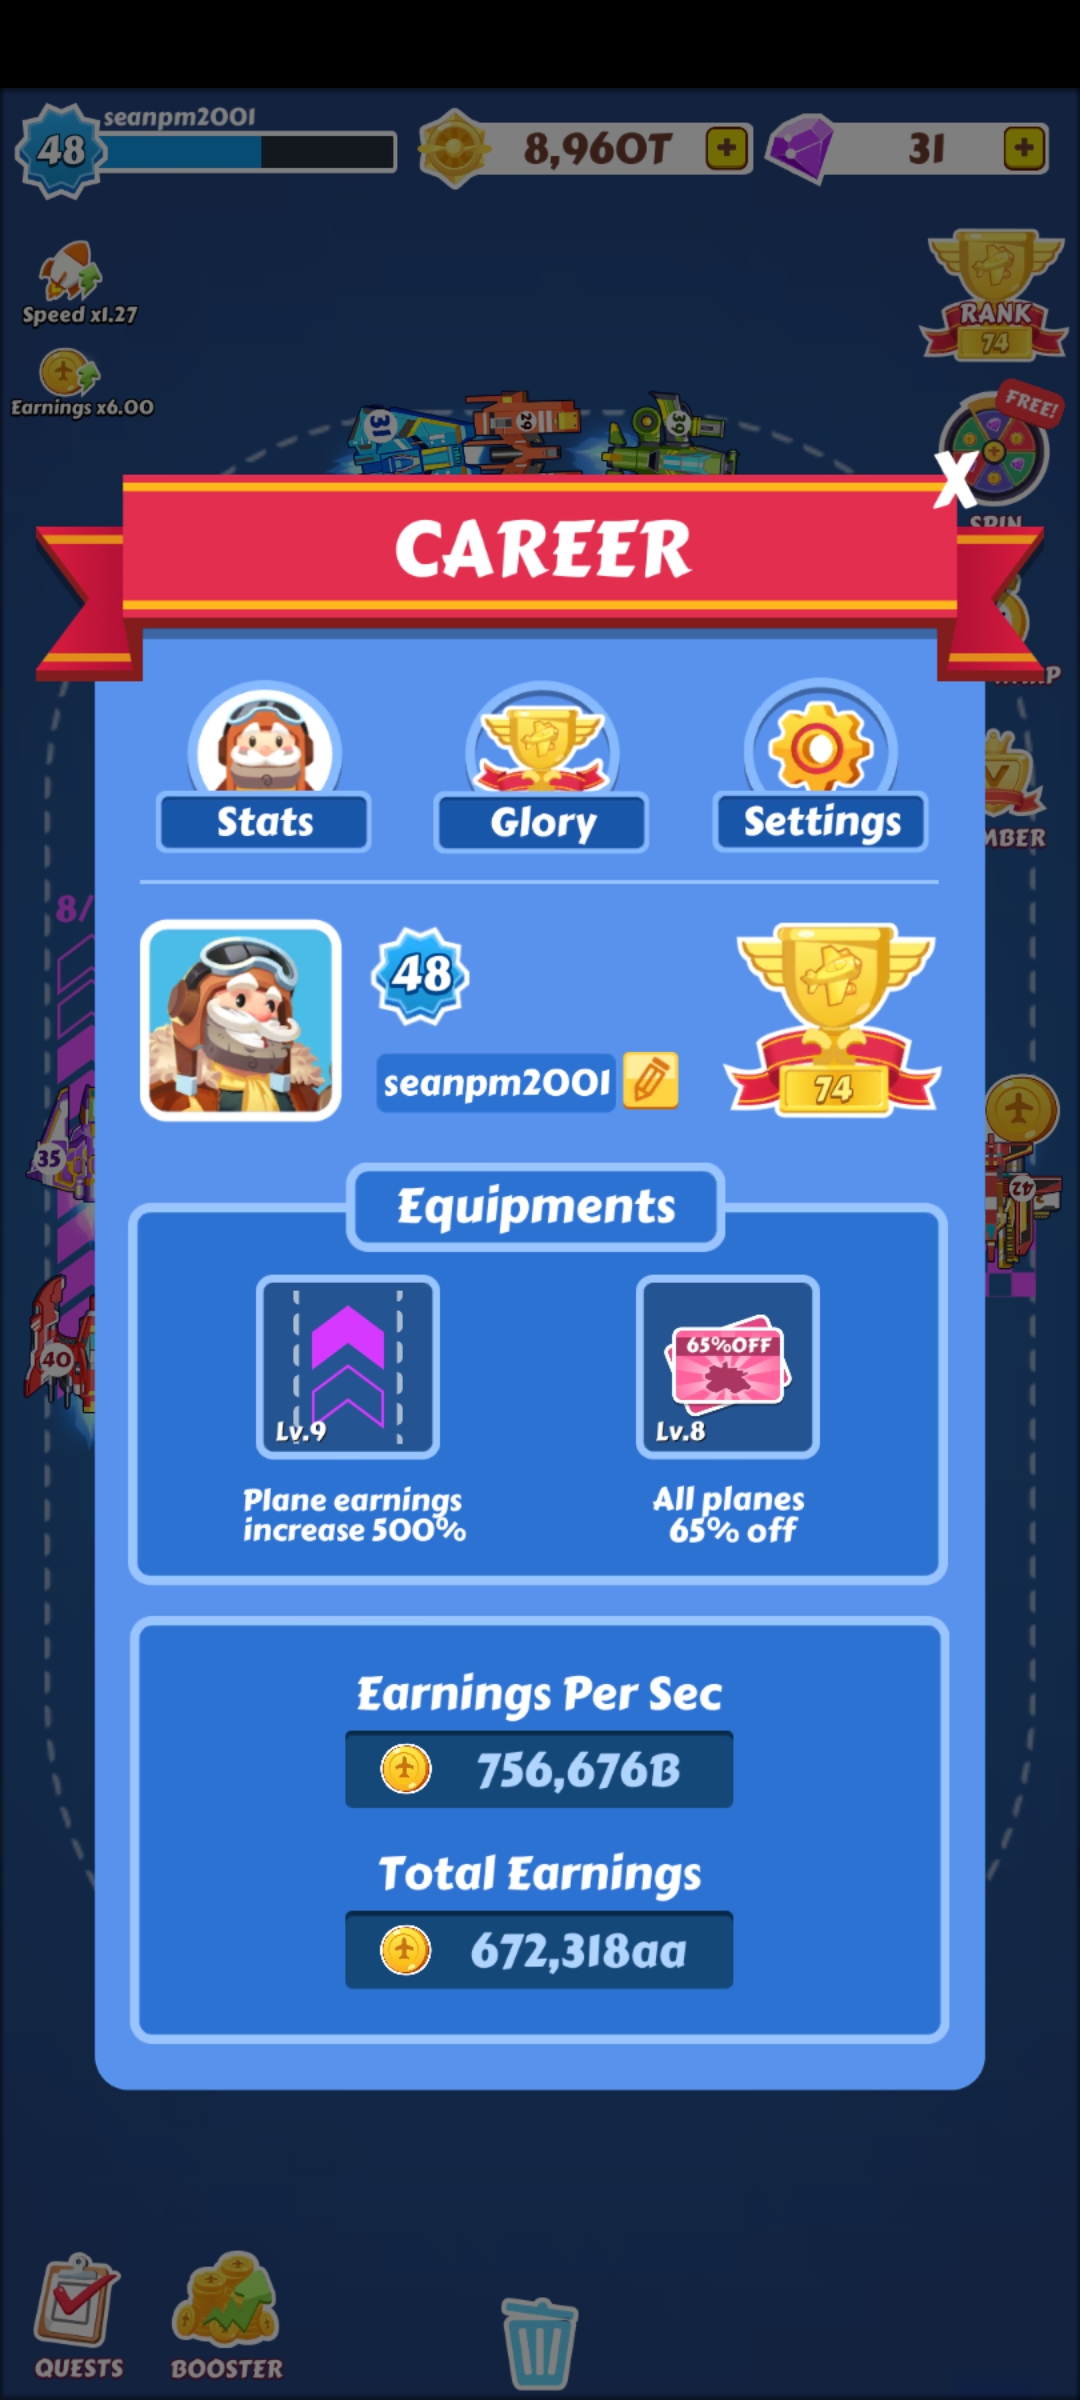 seanpm2001
48
8,960T
31
Speed x1.27
Earnings x6.00
RANK
74
FREE!
31
29
39
X
CAREER
SPIN
Stats
Glory
Settings
MBER
8/
48
seanpm2001
74
35
42
Equipments
40
65%OFF
Lv.9
Lv.8
Plane earnings
increase 500%
All planes
65% off
Earnings Per Sec
756,676B
Total Earnings
672,318aa
QUESTS
BOOSTER